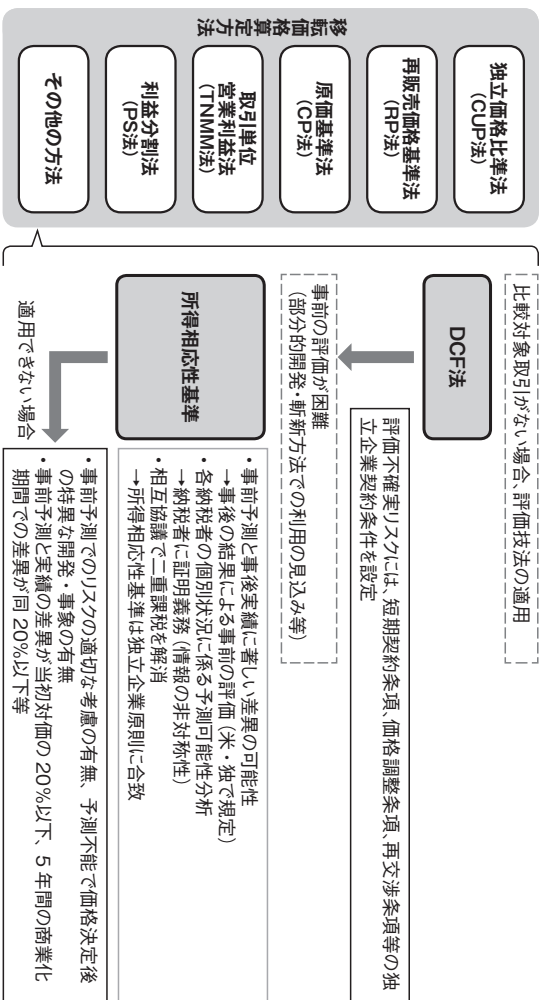 移転価格算定方法
独立価格比準法
(CUP法)
再販売価格基準法
(RP法)
原価基準法
(CP法)
取引単位
営業利益法
(TNMM法)
利益分割法
(PS法)
その他の方法
比較対象取引がない場合、評価技法の適用
DCF法
評価不確実リスクには、短期契約条項、価格調整条項、再交渉条項等の独
立企業契約条件を設定
事前の評価が困難
(部分的開発・斬新方法での利用の見込み等)
所得相応性基準
・事前予測と事後実績に著しい差異の可能性
→事後の結果による事前の評価(米・独で規定)
・各納税者の個別状況に係る予測可能性分析
→納税者に証明義務(情報の非対称性)
・相互協議で二重課税を解消
→所得相応性基準は独立企業原則に合致
適用できない場合
・事前予測でのリスクの適切な考慮の有無、予測不能で価格決定後
の特異な開発・事象の有無
・事前予測と実績の差異が当初対価の20%以下、5年間の商業化
期間での差異が同20%以下等